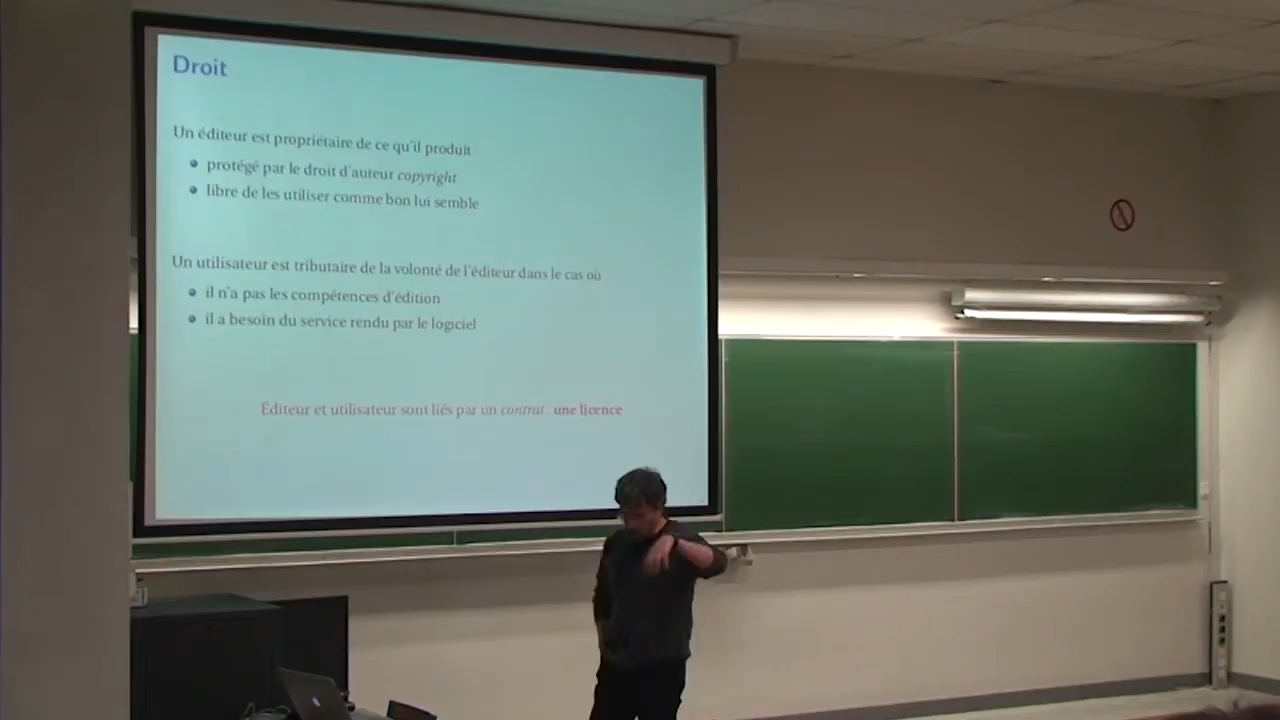 Droit
Un éditeur est propriétaire de ce qu'il produit
protégé par le droit d'auteur copyright
libre de les utiliser comme bon lui semble
Un utilisateur est tributaire de la volonté de l'éditeur dans le cas où
il n'a pas les compétences d'édition
il a besoin du service rendu par le logiciel
Éditeur et utilisateur sont liés par un contrat : une licence